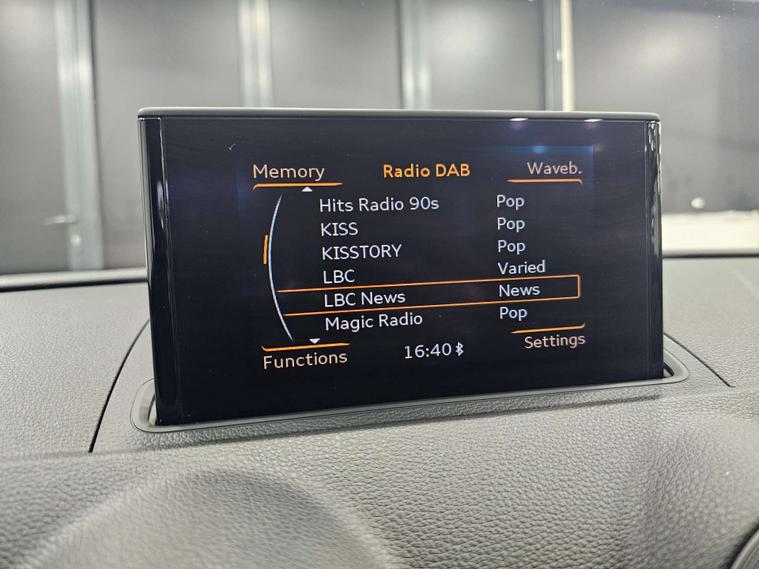 Memory Radio DAB Waveb.
Hits Radio 90s Pop
KISS Pop
KISSTORY Pop
LBC Varied
LBC News News
Magic Radio Pop
Functions 16:40 Settings